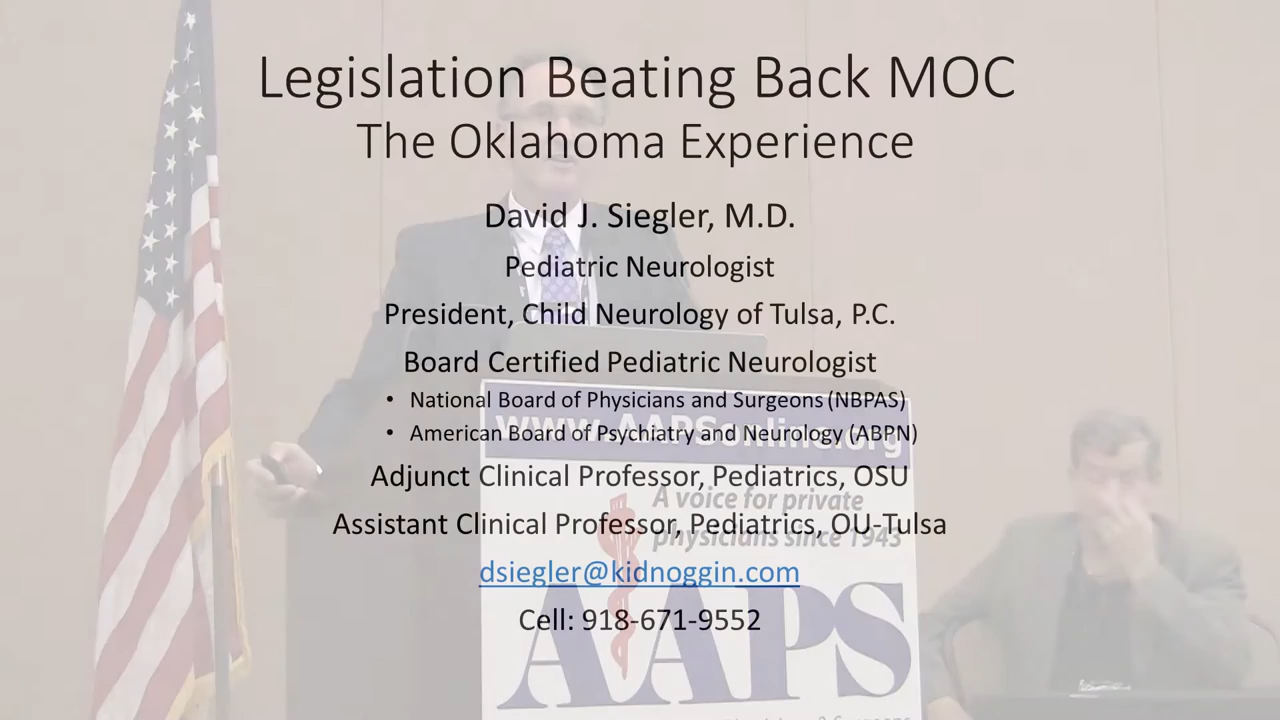 Legislation Beating Back MOC
The Oklahoma Experience
David J. Siegler, M.D.
Pediatric Neurologist
President, Child Neurology of Tulsa, P.C.
Board Certified Pediatric Neurologist
• National Board of Physicians and Surgeons (NBPAS)
• American Board of Psychiatry and Neurology (ABPN)
Adjunct Clinical Professor, Pediatrics, OSU
Assistant Clinical Professor, Pediatrics, OU-Tulsa
dsiegler@kidnoggin.com
Cell: 918-671-9552
www.AAPSonline.org
A voice for private
physicians since 1943
AAPS